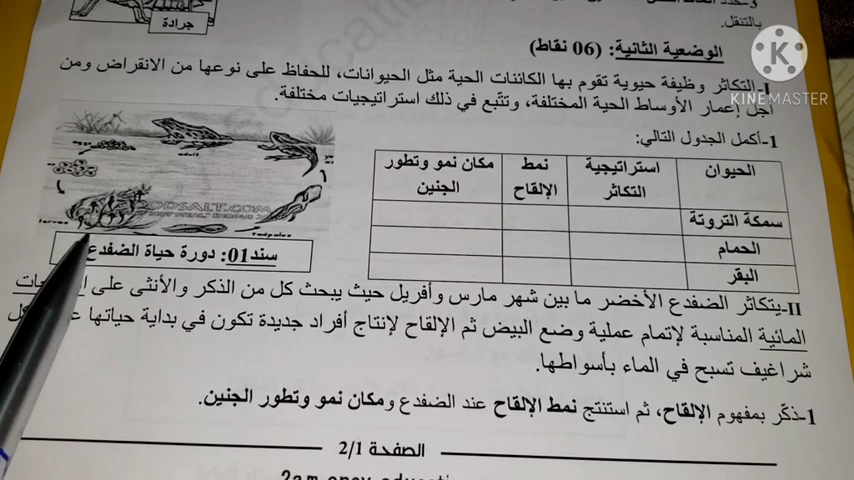 جرادة
بالتنقل.
الوضعية الثانية: (06 نقاط)
I-التكاثر وظيفة حيوية تقوم بها الكائنات الحية مثل الحيوانات، للحفاظ على نوعها من الانقراض ومن
أجل إعمار الأوساط الحية المختلفة، وتتّبع في ذلك استراتيجيات مختلفة.
KINEMASTER
1-أكمل الجدول التالي:
الحيوان | استراتيجية التكاثر | نمط الإلقاح | مكان نمو وتطور الجنين
سمكة التروتة
الحمام
البقر
adult
larvae
tadpoles
سند01: دورة حياة الضفدع
II-يتكاثر الضفدع الأخضر ما بين شهر مارس وأفريل حيث يبحث كل من الذكر والأنثى على
المائية المناسبة لإتمام عملية وضع البيض ثم الإلقاح لإنتاج أفراد جديدة تكون في بداية حياتها
شراغيف تسبح في الماء بأسواطها.
1-ذكّر بمفهوم الإلقاح، ثم استنتج نمط الإلقاح عند الضفدع ومكان نمو وتطور الجنين.
الصفحة 2/1